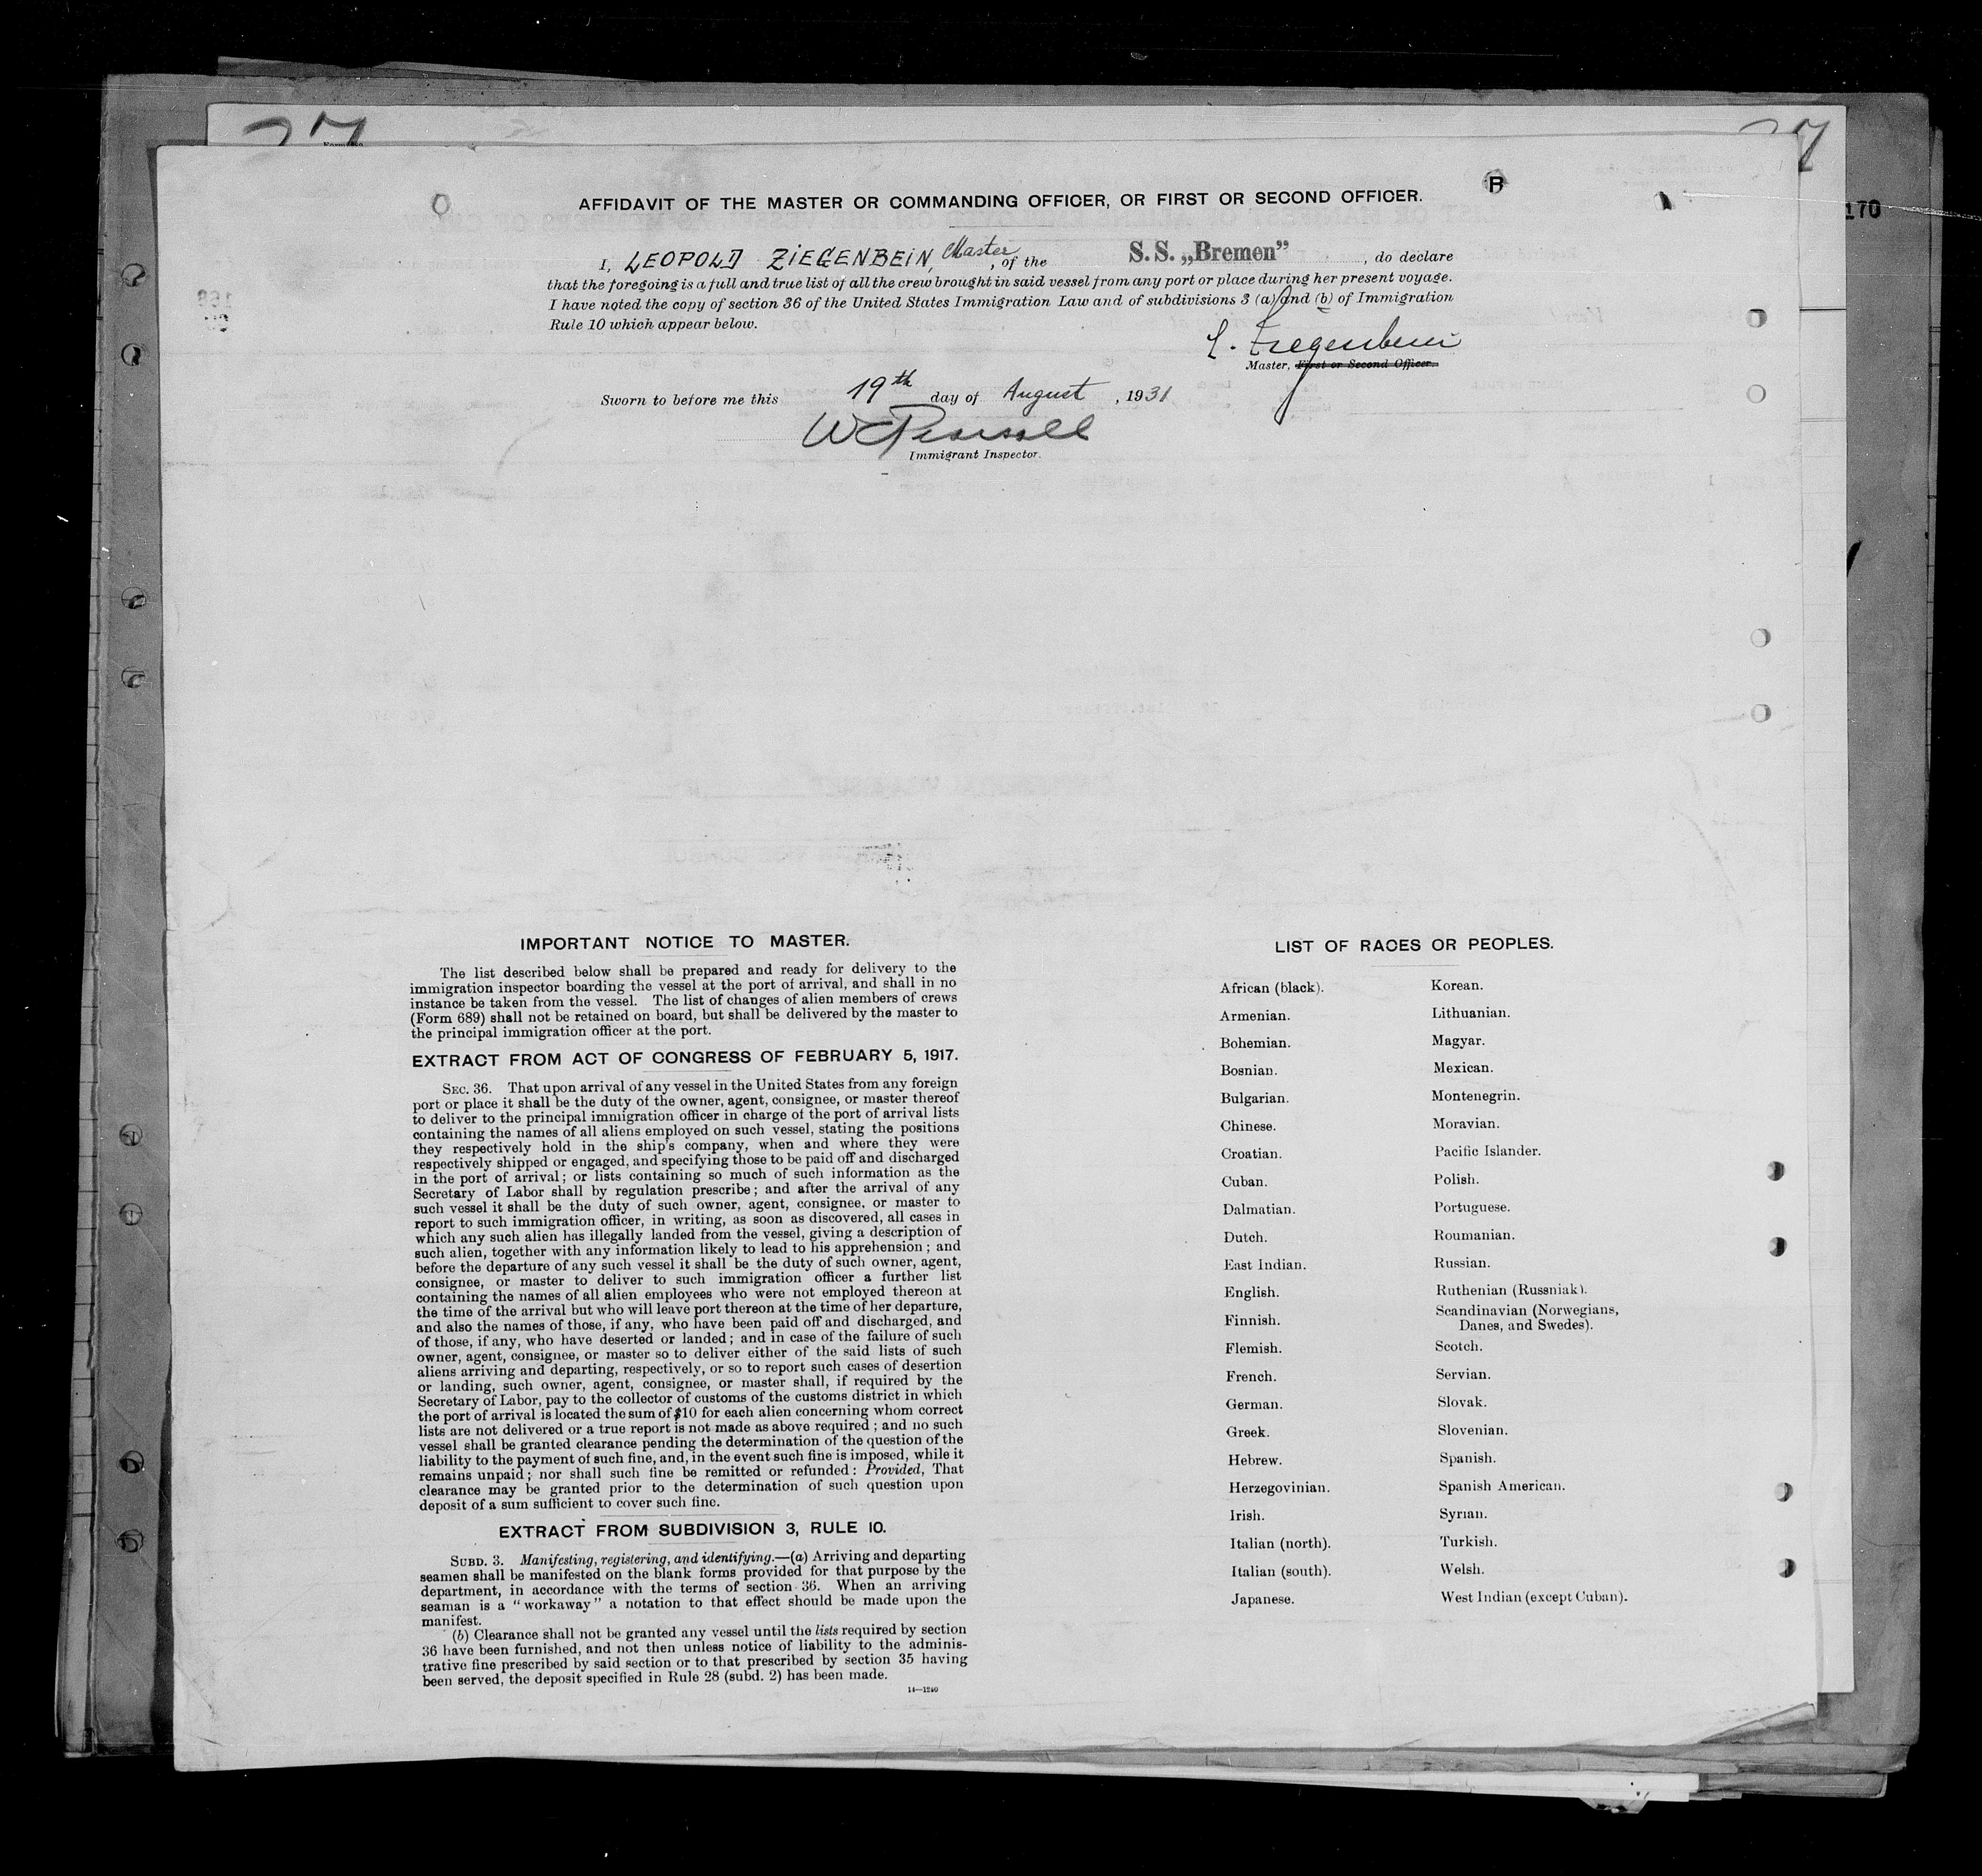 27
27
170
B
AFFIDAVIT OF THE MASTER OR COMMANDING OFFICER, OR FIRST OR SECOND OFFICER.
I, LEOPOLD ZIEGENBEIN, Master, of the S. S. „Bremen”, do declare
that the foregoing is a full and true list of all the crew brought in said vessel from any port or place during her present voyage.
I have noted the copy of section 36 of the United States Immigration Law and of subdivisions 3 (a) and (b) of Immigration
Rule 10 which appear below.
L. Ziegenbein
Master, First or Second Officer.
Sworn to before me this 19th day of August, 1931
Immigrant Inspector.
IMPORTANT NOTICE TO MASTER.
The list described below shall be prepared and ready for delivery to the
immigration inspector boarding the vessel at the port of arrival, and shall in no
instance be taken from the vessel. The list of changes of alien members of crews
(Form 689) shall not be retained on board, but shall be delivered by the master to
the principal immigration officer at the port.
EXTRACT FROM ACT OF CONGRESS OF FEBRUARY 5, 1917.
SEC. 36. That upon arrival of any vessel in the United States from any foreign
port or place it shall be the duty of the owner, agent, consignee, or master thereof
to deliver to the principal immigration officer in charge of the port of arrival lists
containing the names of all aliens employed on such vessel, stating the positions
they respectively hold in the ship's company, when and where they were
respectively shipped or engaged, and specifying those to be paid off and discharged
in the port of arrival; or lists containing so much of such information as the
Secretary of Labor shall by regulation prescribe; and after the arrival of any
such vessel it shall be the duty of such owner, agent, consignee, or master to
report to such immigration officer, in writing, as soon as discovered, all cases in
which any such alien has illegally landed from the vessel, giving a description of
such alien, together with any information likely to lead to his apprehension; and
before the departure of any such vessel it shall be the duty of such owner, agent,
consignee, or master to deliver to such immigration officer a further list
containing the names of all alien employees who were not employed thereon at
the time of the arrival but who will leave port thereon at the time of her departure,
and also the names of those, if any, who have been paid off and discharged, and
of those, if any, who have deserted or landed; and in case of the failure of such
owner, agent, consignee, or master so to deliver either of the said lists of such
aliens arriving and departing, respectively, or so to report such cases of desertion
or landing, such owner, agent, consignee, or master shall, if required by the
Secretary of Labor, pay to the collector of customs of the customs district in which
the port of arrival is located the sum of $10 for each alien concerning whom correct
lists are not delivered or a true report is not made as above required; and no such
vessel shall be granted clearance pending the determination of the question of the
liability to the payment of such fine, and, in the event such fine is imposed, while it
remains unpaid; nor shall such fine be remitted or refunded: Provided, That
clearance may be granted prior to the determination of such question upon
deposit of a sum sufficient to cover such fine.
EXTRACT FROM SUBDIVISION 3, RULE 10.
SUBD. 3. Manifesting, registering, and identifying.—(a) Arriving and departing
seamen shall be manifested on the blank forms provided for that purpose by the
department, in accordance with the terms of section 36. When an arriving
seaman is a "workaway" a notation to that effect should be made upon the
manifest.
(b) Clearance shall not be granted any vessel until the lists required by section
36 have been furnished, and not then unless notice of liability to the adminis-
trative fine prescribed by said section or to that prescribed by section 35 having
been served, the deposit specified in Rule 28 (subd. 2) has been made.
14—1240
LIST OF RACES OR PEOPLES.
African (black).
Armenian.
Bohemian.
Bosnian.
Bulgarian.
Chinese.
Croatian.
Cuban.
Dalmatian.
Dutch.
East Indian.
English.
Finnish.
Flemish.
French.
German.
Greek.
Hebrew.
Herzegovinian.
Irish.
Italian (north).
Italian (south).
Japanese.
Korean.
Lithuanian.
Magyar.
Mexican.
Montenegrin.
Moravian.
Pacific Islander.
Polish.
Portuguese.
Roumanian.
Russian.
Ruthenian (Russniak).
Scandinavian (Norwegians,
Danes, and Swedes).
Scotch.
Servian.
Slovak.
Slovenian.
Spanish.
Spanish American.
Syrian.
Turkish.
Welsh.
West Indian (except Cuban).